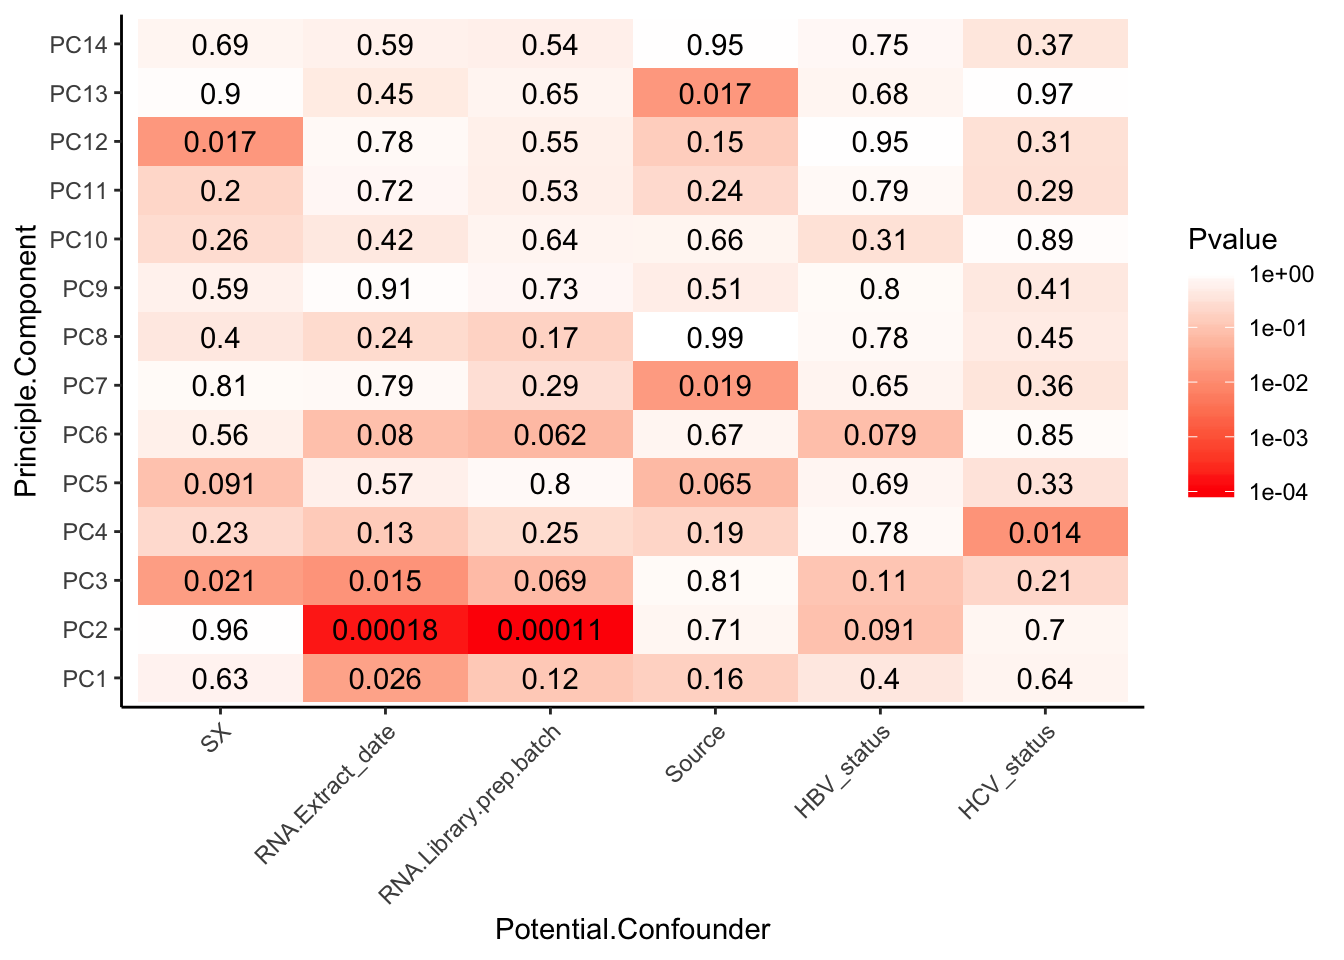 Principle.Component
PC14 0.69 0.59 0.54 0.95 0.75 0.37
PC13 0.9 0.45 0.65 0.017 0.68 0.97
PC12 0.017 0.78 0.55 0.15 0.95 0.31
PC11 0.2 0.72 0.53 0.24 0.79 0.29
PC10 0.26 0.42 0.64 0.66 0.31 0.89
PC9 0.59 0.91 0.73 0.51 0.8 0.41
PC8 0.4 0.24 0.17 0.99 0.78 0.45
PC7 0.81 0.79 0.29 0.019 0.65 0.36
PC6 0.56 0.08 0.062 0.67 0.079 0.85
PC5 0.091 0.57 0.8 0.065 0.69 0.33
PC4 0.23 0.13 0.25 0.19 0.78 0.014
PC3 0.021 0.015 0.069 0.81 0.11 0.21
PC2 0.96 0.00018 0.00011 0.71 0.091 0.7
PC1 0.63 0.026 0.12 0.16 0.4 0.64
SX RNA.Extract_date RNA.Library.prep.batch Source HBV_status HCV_status
Potential.Confounder
Pvalue
1e+00
1e-01
1e-02
1e-03
1e-04